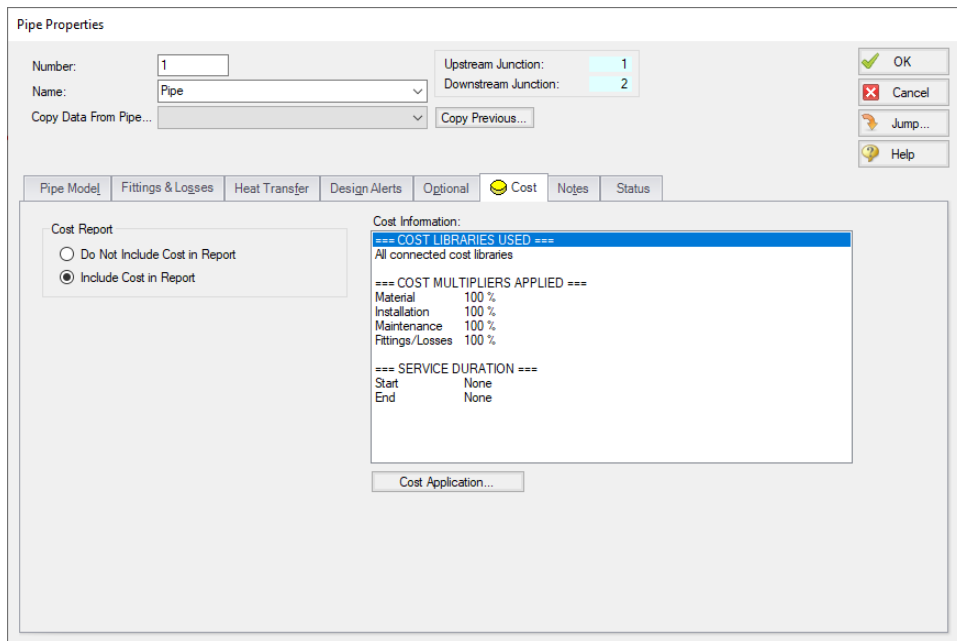 Pipe Properties
Number: 1
Name: Pipe
Copy Data From Pipe... Copy Previous...
Upstream Junction: 1
Downstream Junction: 2
OK
Cancel
Jump...
Help
Pipe Model Fittings & Losses Heat Transfer Design Alerts Optional Cost Notes Status
Cost Report
Do Not Include Cost in Report
Include Cost in Report
Cost Information:
=== COST LIBRARIES USED ===
All connected cost libraries
=== COST MULTIPLIERS APPLIED ===
Material 100 %
Installation 100 %
Maintenance 100 %
Fittings/Losses 100 %
=== SERVICE DURATION ===
Start None
End None
Cost Application...